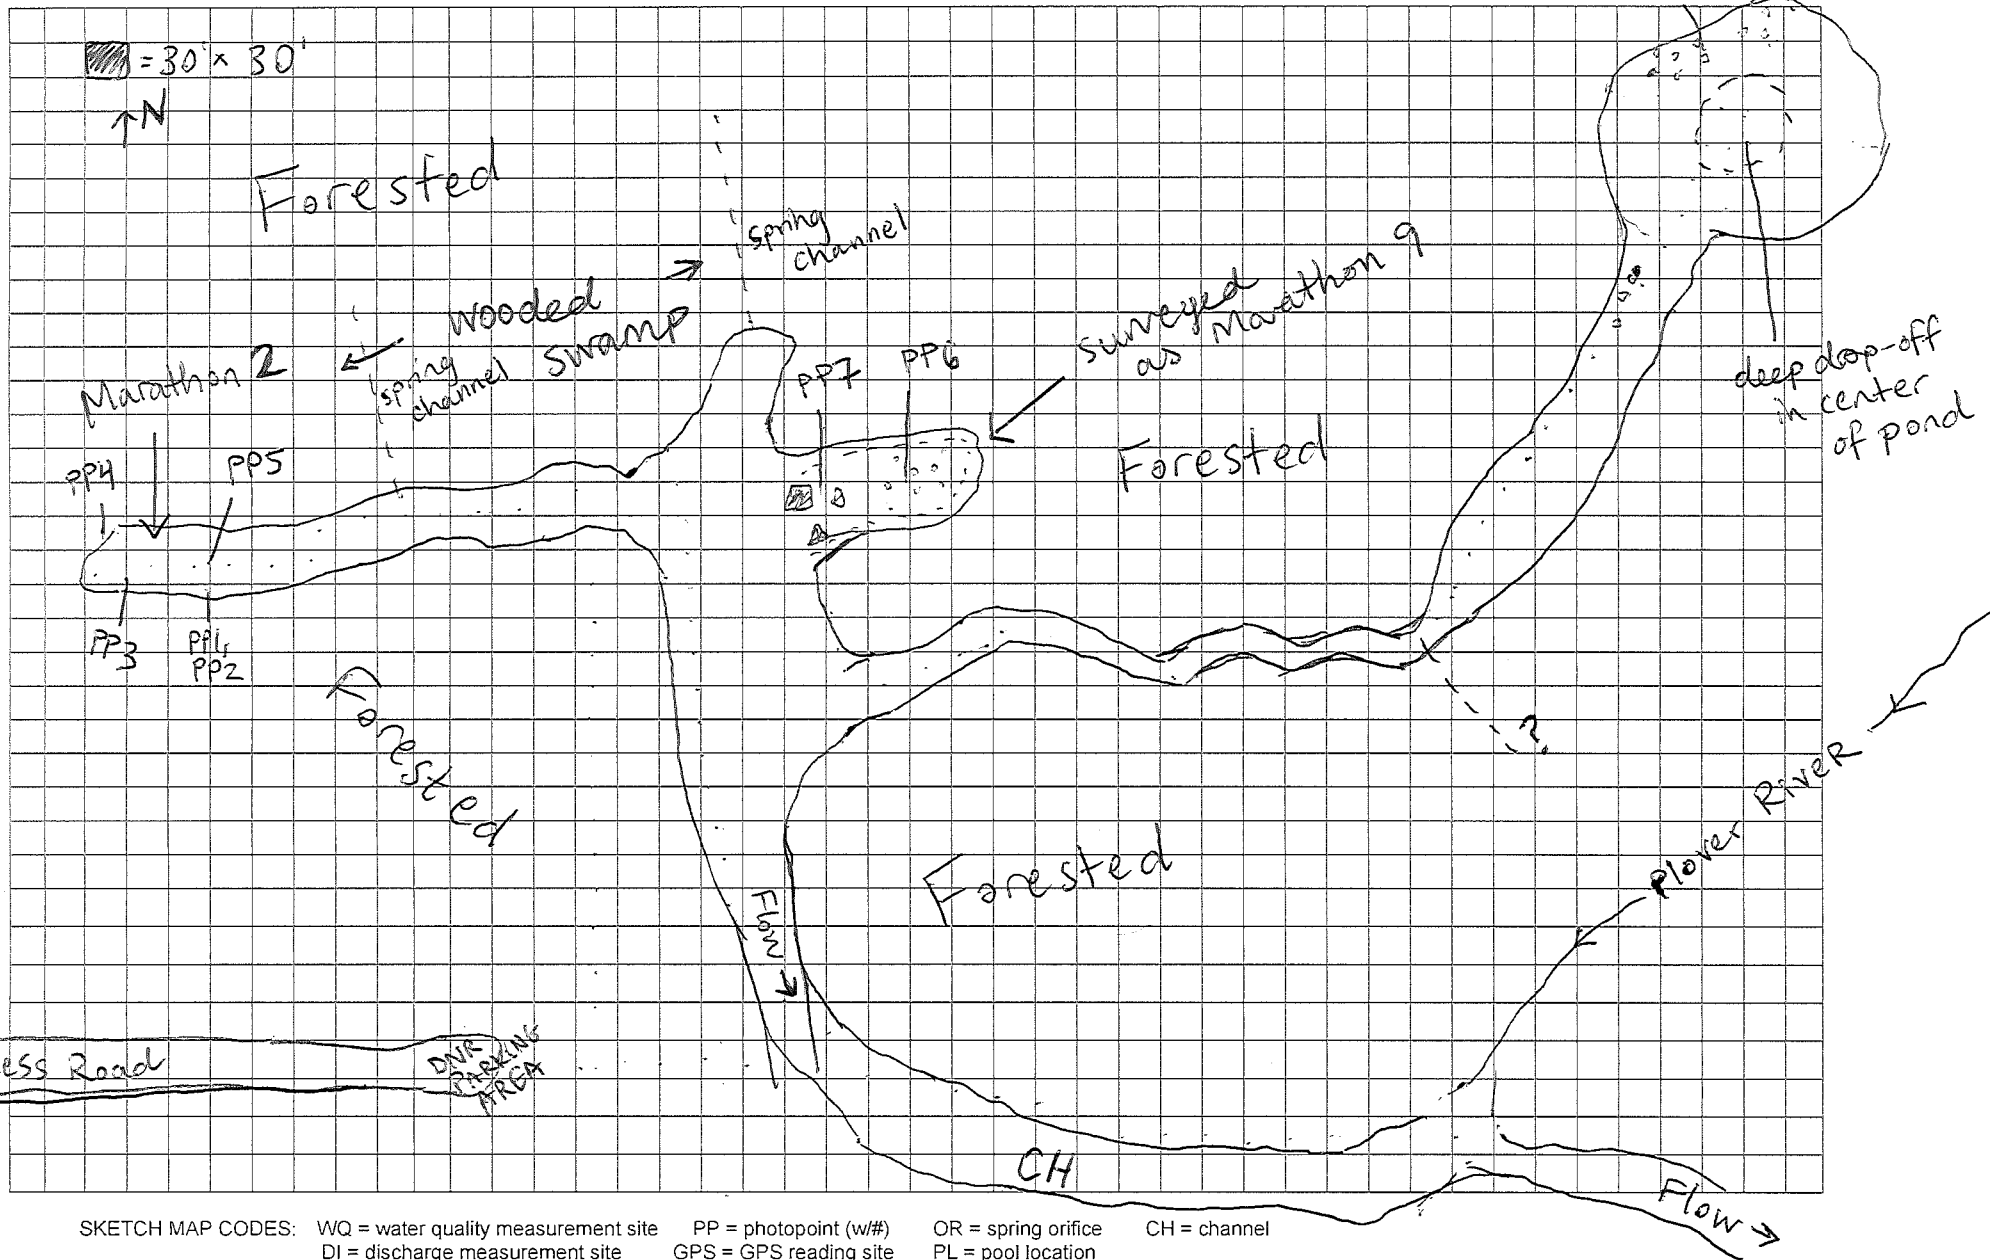 = 30' x 30'
N
Forested
spring
channel
Wooded
Swamp
surveyed
as Marathon 9
Marathon 2
spring
channel
PP7
PP6
deep drop-off
in center
of pond
PP4
PP5
Forested
PP3
PP1,
PP2
Forested
?
Plover River
Forested
Flow
ess Road
DNR
PARKING
AREA
CH
Flow
SKETCH MAP CODES: WQ = water quality measurement site PP = photopoint (w/#) OR = spring orifice CH = channel
DI = discharge measurement site GPS = GPS reading site PL = pool location